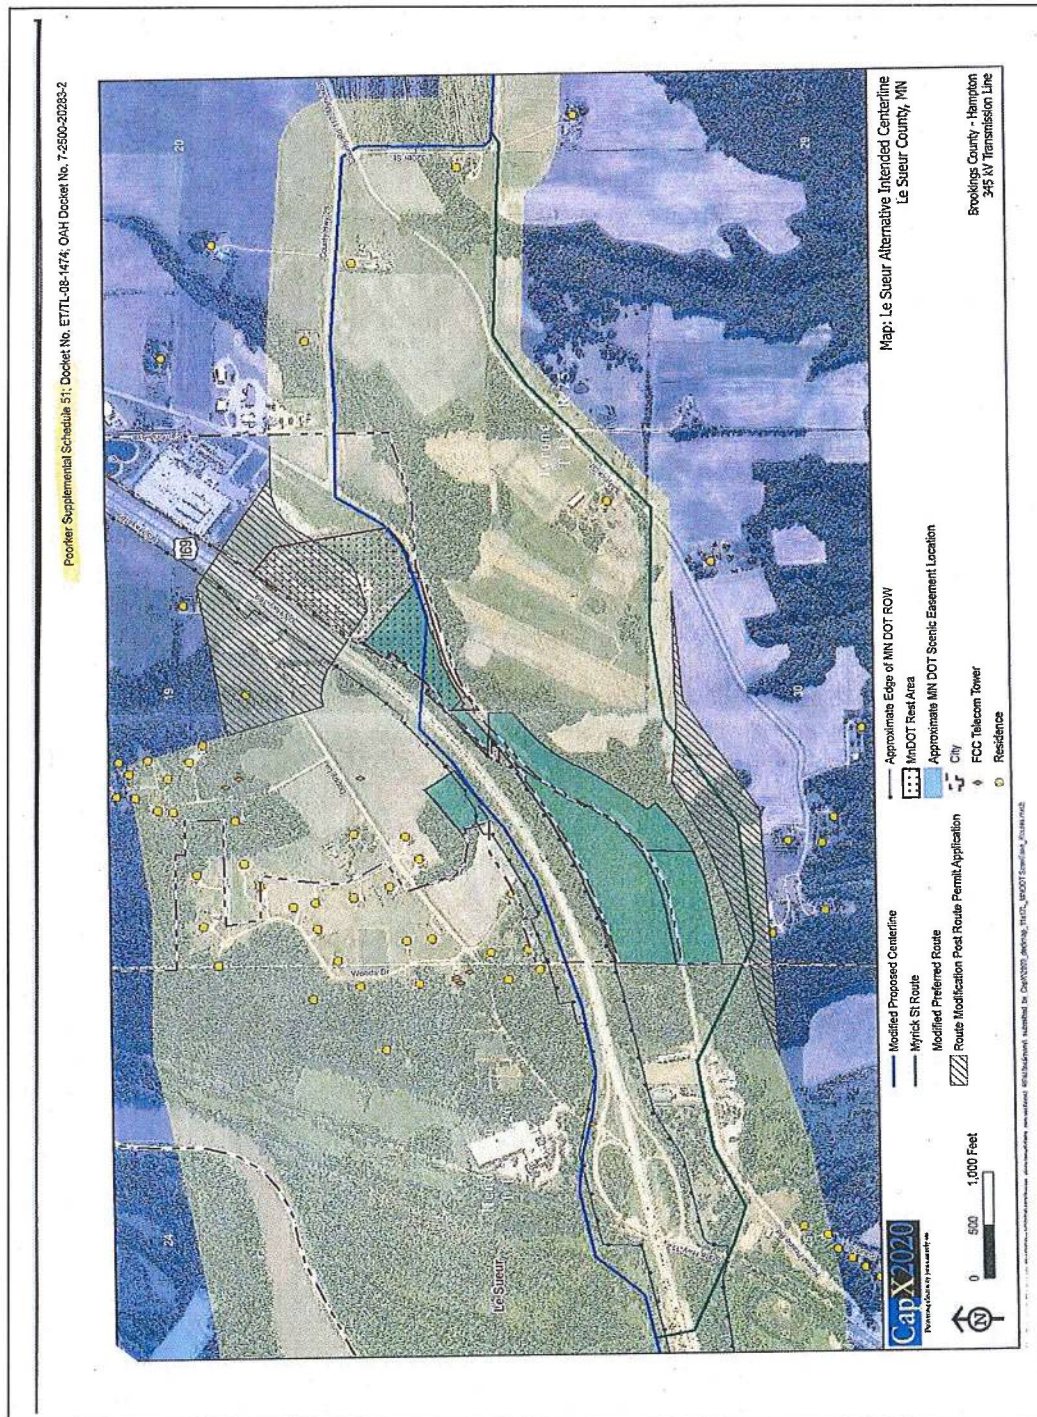 Poorker Supplemental Schedule 51; Docket No. ET/TL-08-1474; OAH Docket No. 7-2500-20283-2
24
19
20
169
Woods Dr
Le Sueur
30
29
CapX2020
N
0 500 1,000 Feet
Modified Proposed Centerline
Myrick St Route
Modified Preferred Route
Route Modification Post Route Permit Application
Approximate Edge of MN DOT ROW
MnDOT Rest Area
Approximate MN DOT Scenic Easement Location
City
FCC Telecom Tower
Residence
Map: Le Sueur Alternative Intended Centerline
Le Sueur County, MN
Brookings County - Hampton
345 kV Transmission Line